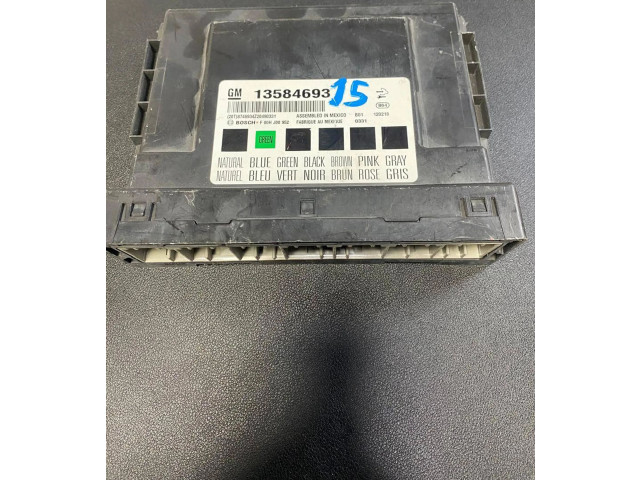 GM 13584693 15
ASSEMBLED IN MEXICO
BOSCH FABRIQUE AU MEXIQUE
GREEN
NATURAL BLUE GREEN BLACK BROWN PINK GRAY
NATUREL BLEU VERT NOIR BRUN ROSE GRIS